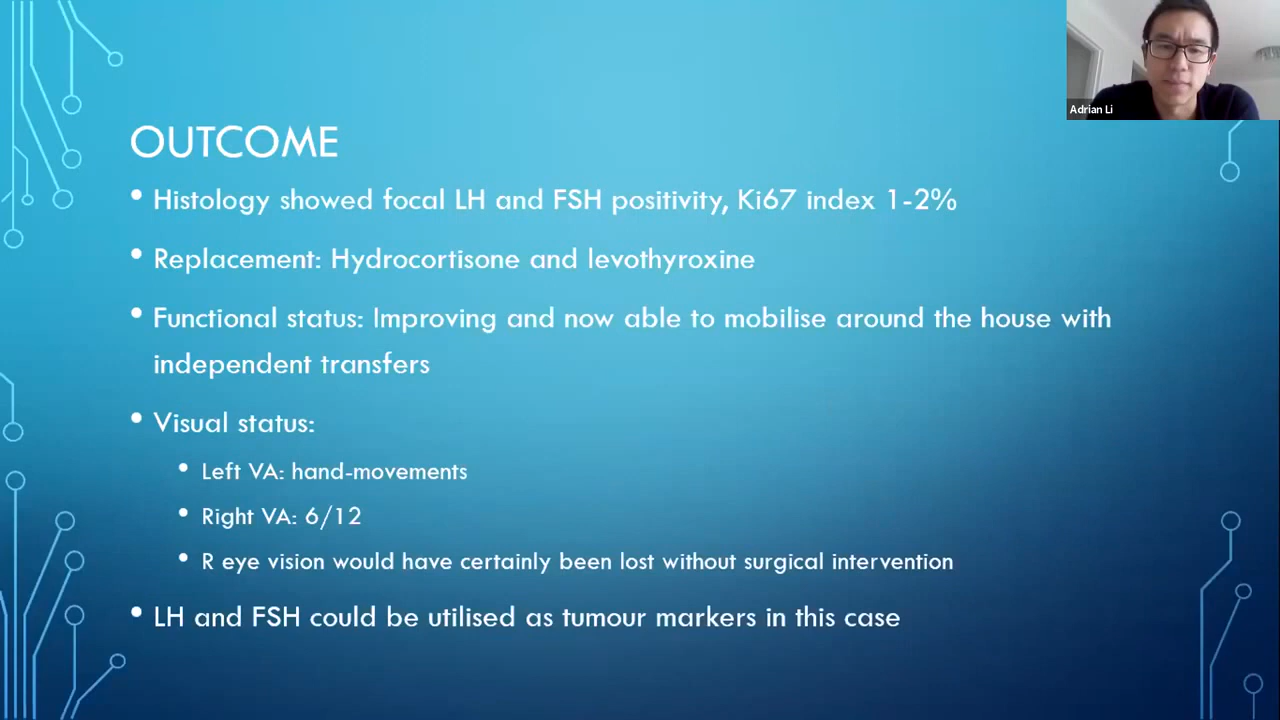 Adrian Li
OUTCOME
• Histology showed focal LH and FSH positivity, Ki67 index 1-2%
• Replacement: Hydrocortisone and levothyroxine
• Functional status: Improving and now able to mobilise around the house with
independent transfers
• Visual status:
• Left VA: hand-movements
• Right VA: 6/12
• R eye vision would have certainly been lost without surgical intervention
• LH and FSH could be utilised as tumour markers in this case